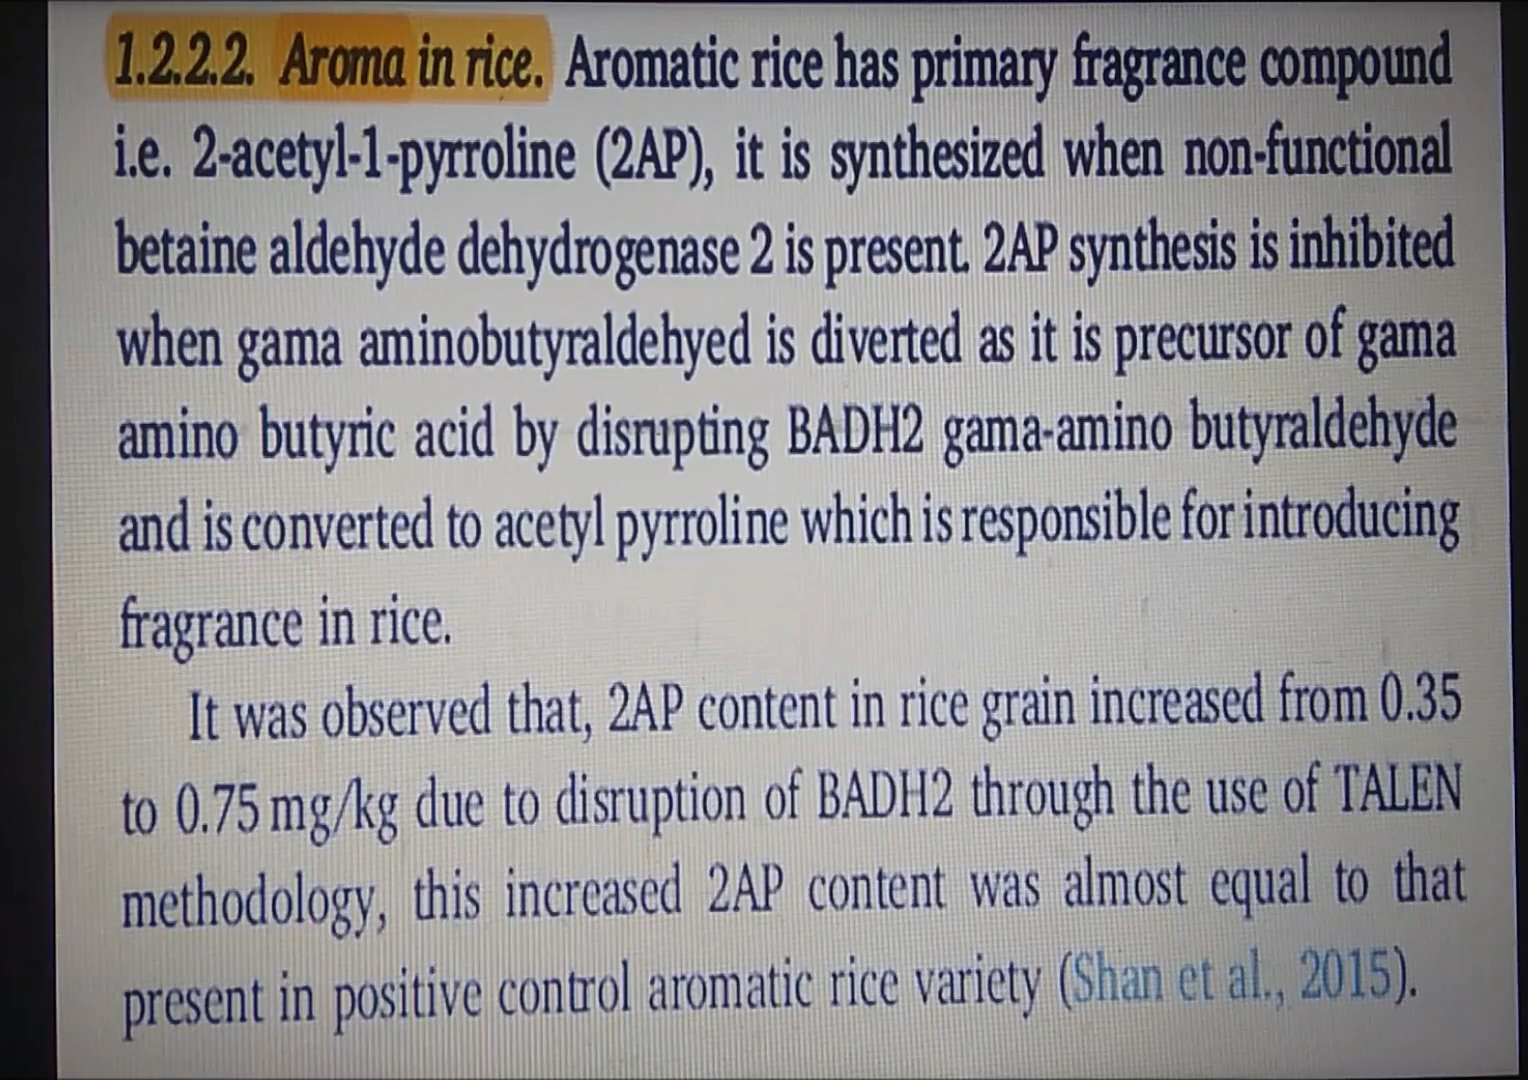 1.2.2.2. Aroma in rice. Aromatic rice has primary fragrance compound
i.e. 2-acetyl-1-pyrroline (2AP), it is synthesized when non-functional
betaine aldehyde dehydrogenase 2 is present. 2AP synthesis is inhibited
when gama aminobutyraldehyed is diverted as it is precursor of gama
amino butyric acid by disrupting BADH2 gama-amino butyraldehyde
and is converted to acetyl pyrroline which is responsible for introducing
fragrance in rice.
It was observed that, 2AP content in rice grain increased from 0.35
to 0.75 mg/kg due to disruption of BADH2 through the use of TALEN
methodology, this increased 2AP content was almost equal to that
present in positive control aromatic rice variety (Shan et al., 2015).